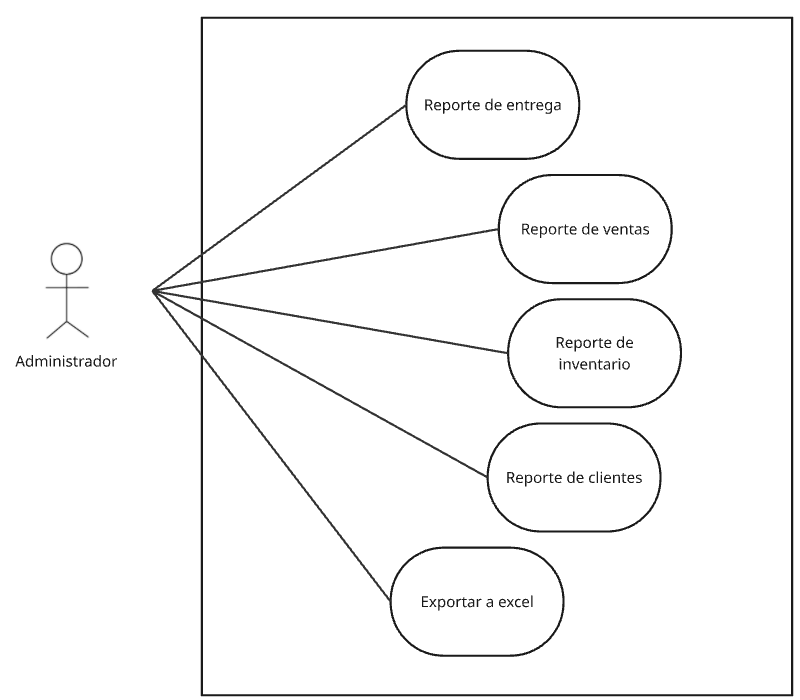 Reporte de entrega
Reporte de ventas
Reporte de
inventario
Administrador
Reporte de clientes
Exportar a excel